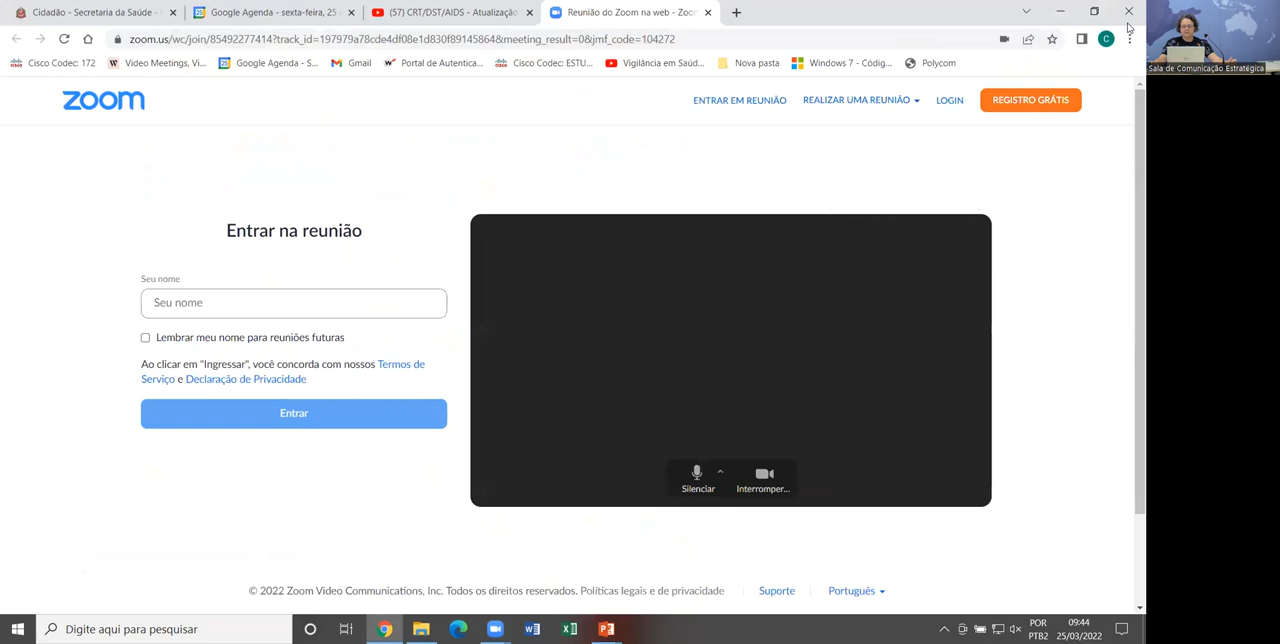 Cidadão - Secretaria da Saúde -
Google Agenda - sexta-feira, 25
(57) CRT/DST/AIDS - Atualização
Reunião do Zoom na web - Zoo
zoom.us/wc/join/85492277414?track_id=197979a78cde4df08e1d830f891456a4&meeting_result=0&jmf_code=104272
C
Cisco Codec: 172
Video Meetings, Vi...
Google Agenda - S...
Gmail
Portal de Autentica...
Cisco Codec: ESTU...
Vigilância em Saúd...
Nova pasta
Windows 7 - Códig...
Polycom
Sala de Comunicação Estratégica
zoom
ENTRAR EM REUNIÃO
REALIZAR UMA REUNIÃO
LOGIN
REGISTRO GRÁTIS
Entrar na reunião
Seu nome
Seu nome
Lembrar meu nome para reuniões futuras
Ao clicar em "Ingressar", você concorda com nossos Termos de
Serviço e Declaração de Privacidade
Entrar
Silenciar
Interromper...
© 2022 Zoom Video Communications, Inc. Todos os direitos reservados. Políticas legais e de privacidade
Suporte
Português
Digite aqui para pesquisar
POR
PTB2
09:44
25/03/2022